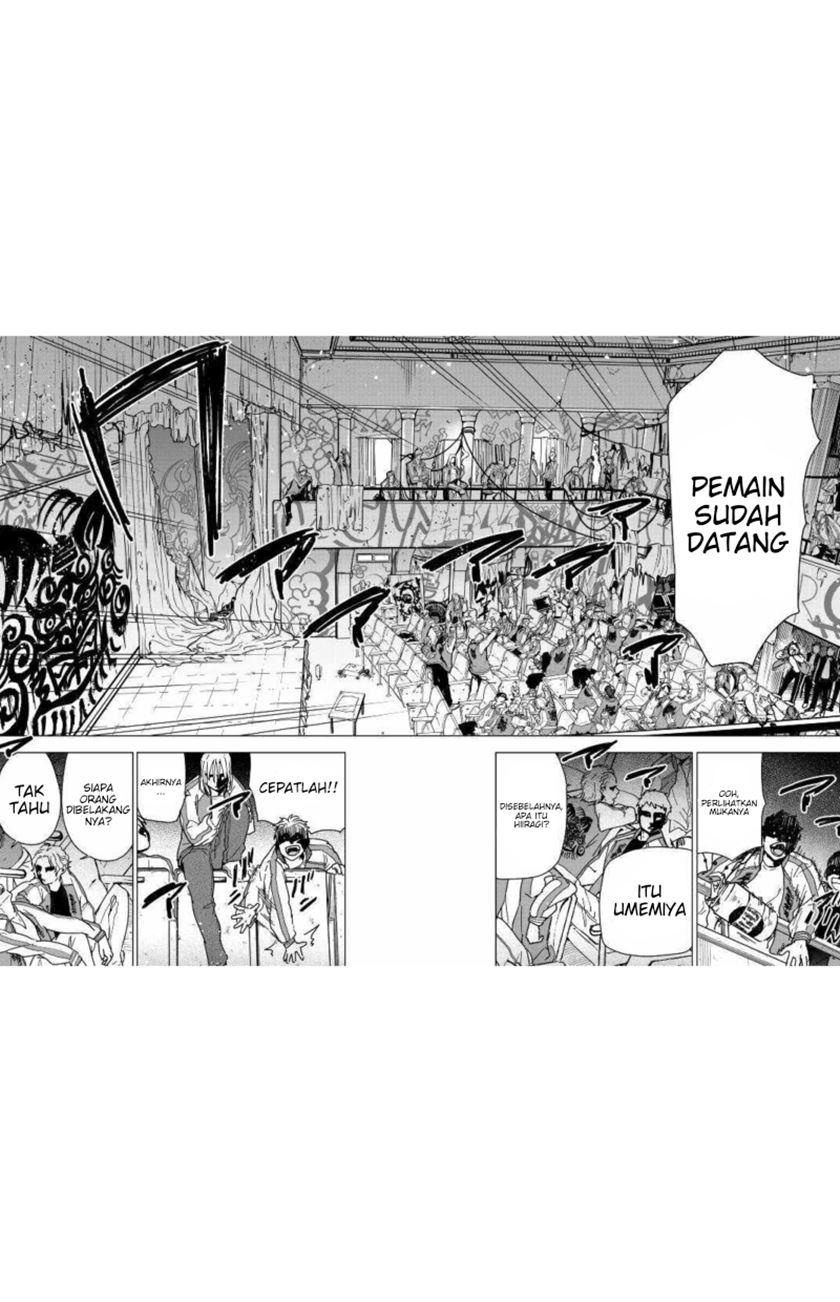 PEMAIN
SUDAH
DATANG
OOH,
PERLIHATKAN
MUKANYA
DISEBELAHNYA,
APA ITU
HIIRAGI?
ITU
UMEMIYA
CEPATLAH!!
AKHIRNYA
...
SIAPA
ORANG
DIBELAKANG
NYA?
TAK
TAHU